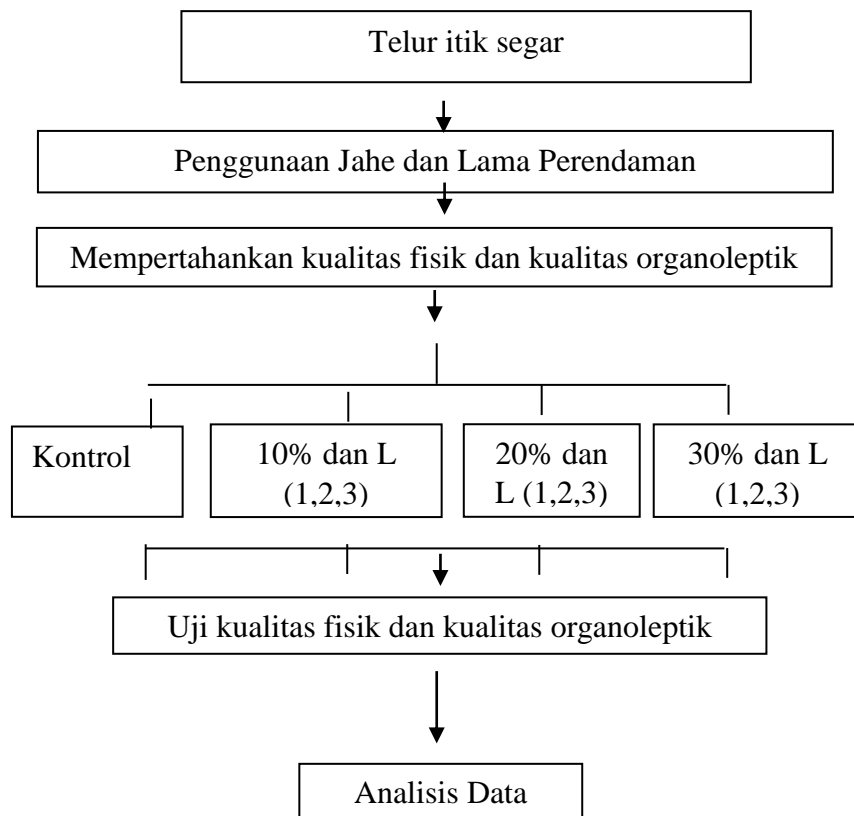 Telur itik segar
Penggunaan Jahe dan Lama Perendaman
Mempertahankan kualitas fisik dan kualitas organoleptik
Kontrol
10% dan L
(1,2,3)
20% dan
L (1,2,3)
30% dan L
(1,2,3)
Uji kualitas fisik dan kualitas organoleptik
Analisis Data